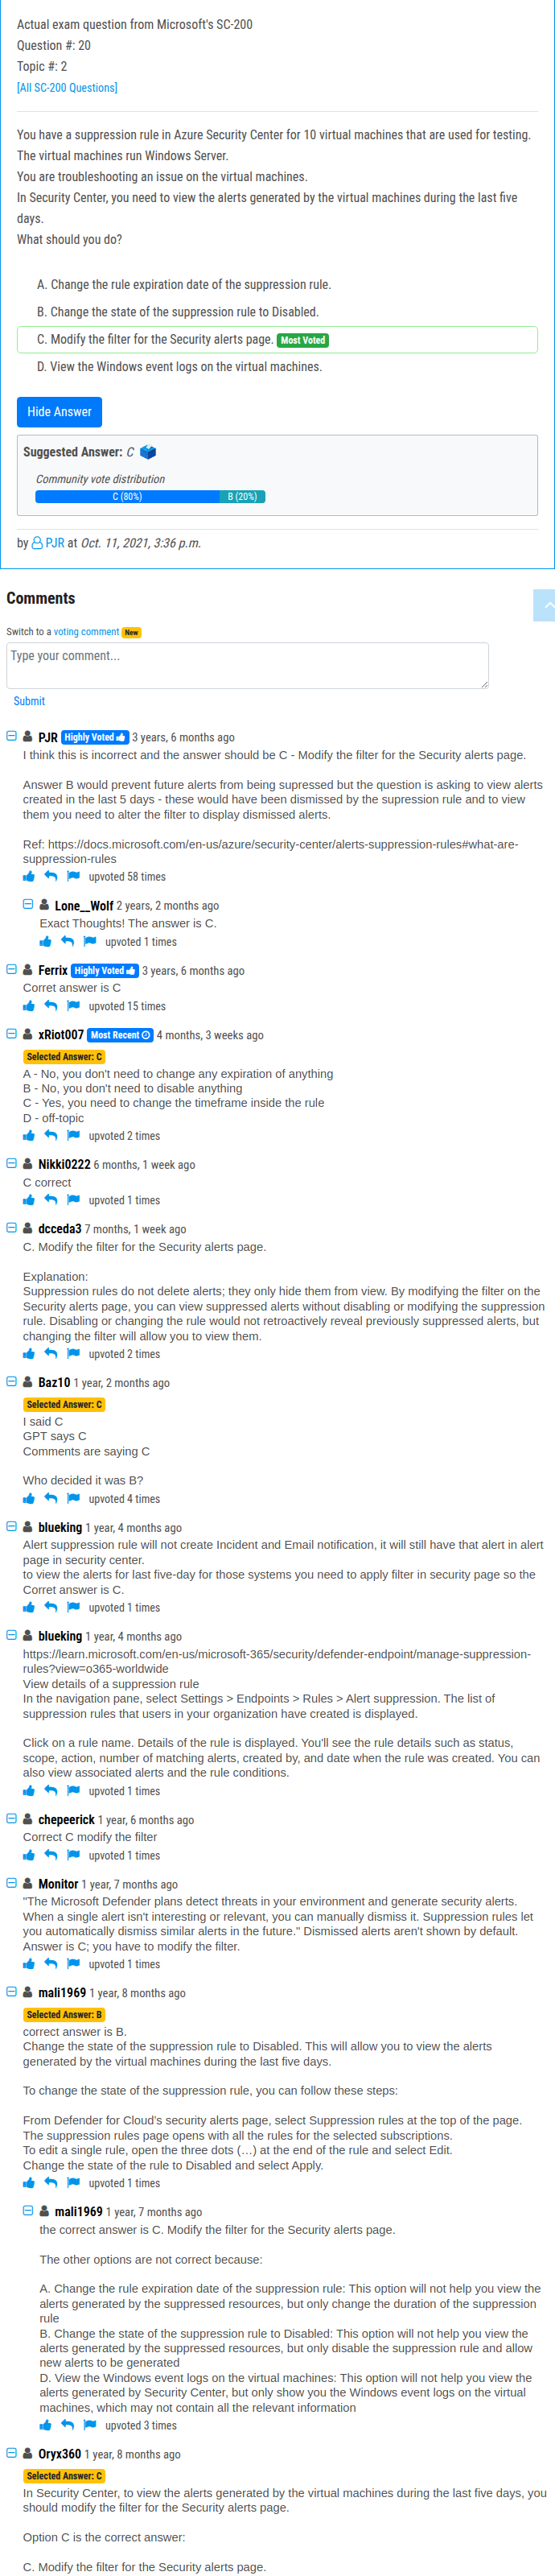 Actual exam question from Microsoft's SC-200
Question #: 20
Topic #: 2
[All SC-200 Questions]
You have a suppression rule in Azure Security Center for 10 virtual machines that are used for testing.
The virtual machines run Windows Server.
You are troubleshooting an issue on the virtual machines.
In Security Center, you need to view the alerts generated by the virtual machines during the last five
days.
What should you do?
A. Change the rule expiration date of the suppression rule.
B. Change the state of the suppression rule to Disabled.
C. Modify the filter for the Security alerts page. Most Voted
D. View the Windows event logs on the virtual machines.
Hide Answer
Suggested Answer: C
Community vote distribution
C (80%) B (20%)
by PJR at Oct. 11, 2021, 3:36 p.m.
Comments
Switch to a voting comment New
Type your comment...
Submit
PJR Highly Voted 3 years, 6 months ago
I think this is incorrect and the answer should be C - Modify the filter for the Security alerts page.
Answer B would prevent future alerts from being supressed but the question is asking to view alerts
created in the last 5 days - these would have been dismissed by the supression rule and to view
them you need to alter the filter to display dismissed alerts.
Ref: https://docs.microsoft.com/en-us/azure/security-center/alerts-suppression-rules#what-are-
suppression-rules
upvoted 58 times
Lone__Wolf 2 years, 2 months ago
Exact Thoughts! The answer is C.
upvoted 1 times
Ferrix Highly Voted 3 years, 6 months ago
Corret answer is C
upvoted 15 times
xRiot007 Most Recent 4 months, 3 weeks ago
Selected Answer: C
A - No, you don't need to change any expiration of anything
B - No, you don't need to disable anything
C - Yes, you need to change the timeframe inside the rule
D - off-topic
upvoted 2 times
Nikki0222 6 months, 1 week ago
C correct
upvoted 1 times
dcceda3 7 months, 1 week ago
C. Modify the filter for the Security alerts page.
Explanation:
Suppression rules do not delete alerts; they only hide them from view. By modifying the filter on the
Security alerts page, you can view suppressed alerts without disabling or modifying the suppression
rule. Disabling or changing the rule would not retroactively reveal previously suppressed alerts, but
changing the filter will allow you to view them.
upvoted 2 times
Baz10 1 year, 2 months ago
Selected Answer: C
I said C
GPT says C
Comments are saying C
Who decided it was B?
upvoted 4 times
blueking 1 year, 4 months ago
Alert suppression rule will not create Incident and Email notification, it will still have that alert in alert
page in security center.
to view the alerts for last five-day for those systems you need to apply filter in security page so the
Corret answer is C.
upvoted 1 times
blueking 1 year, 4 months ago
https://learn.microsoft.com/en-us/microsoft-365/security/defender-endpoint/manage-suppression-
rules?view=o365-worldwide
View details of a suppression rule
In the navigation pane, select Settings > Endpoints > Rules > Alert suppression. The list of
suppression rules that users in your organization have created is displayed.
Click on a rule name. Details of the rule is displayed. You'll see the rule details such as status,
scope, action, number of matching alerts, created by, and date when the rule was created. You can
also view associated alerts and the rule conditions.
upvoted 1 times
chepeerick 1 year, 6 months ago
Correct C modify the filter
upvoted 1 times
Monitor 1 year, 7 months ago
"The Microsoft Defender plans detect threats in your environment and generate security alerts.
When a single alert isn't interesting or relevant, you can manually dismiss it. Suppression rules let
you automatically dismiss similar alerts in the future." Dismissed alerts aren't shown by default.
Answer is C; you have to modify the filter.
upvoted 1 times
mali1969 1 year, 8 months ago
Selected Answer: B
correct answer is B.
Change the state of the suppression rule to Disabled. This will allow you to view the alerts
generated by the virtual machines during the last five days.
To change the state of the suppression rule, you can follow these steps:
From Defender for Cloud's security alerts page, select Suppression rules at the top of the page.
The suppression rules page opens with all the rules for the selected subscriptions.
To edit a single rule, open the three dots (...) at the end of the rule and select Edit.
Change the state of the rule to Disabled and select Apply.
upvoted 1 times
mali1969 1 year, 7 months ago
the correct answer is C. Modify the filter for the Security alerts page.
The other options are not correct because:
A. Change the rule expiration date of the suppression rule: This option will not help you view the
alerts generated by the suppressed resources, but only change the duration of the suppression
rule
B. Change the state of the suppression rule to Disabled: This option will not help you view the
alerts generated by the suppressed resources, but only disable the suppression rule and allow
new alerts to be generated
D. View the Windows event logs on the virtual machines: This option will not help you view the
alerts generated by Security Center, but only show you the Windows event logs on the virtual
machines, which may not contain all the relevant information
upvoted 3 times
Oryx360 1 year, 8 months ago
Selected Answer: C
In Security Center, to view the alerts generated by the virtual machines during the last five days, you
should modify the filter for the Security alerts page.
Option C is the correct answer:
C. Modify the filter for the Security alerts page.